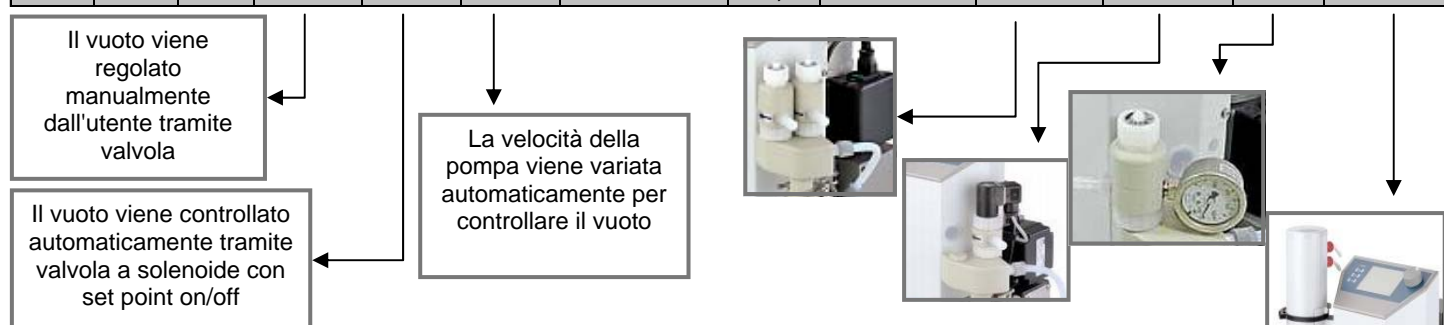 Il vuoto viene
regolato
manualmente
dall'utente tramite
valvola
Il vuoto viene controllato
automaticamente tramite
valvola a solenoide con
set point on/off
La velocità della
pompa viene variata
automaticamente per
controllare il vuoto